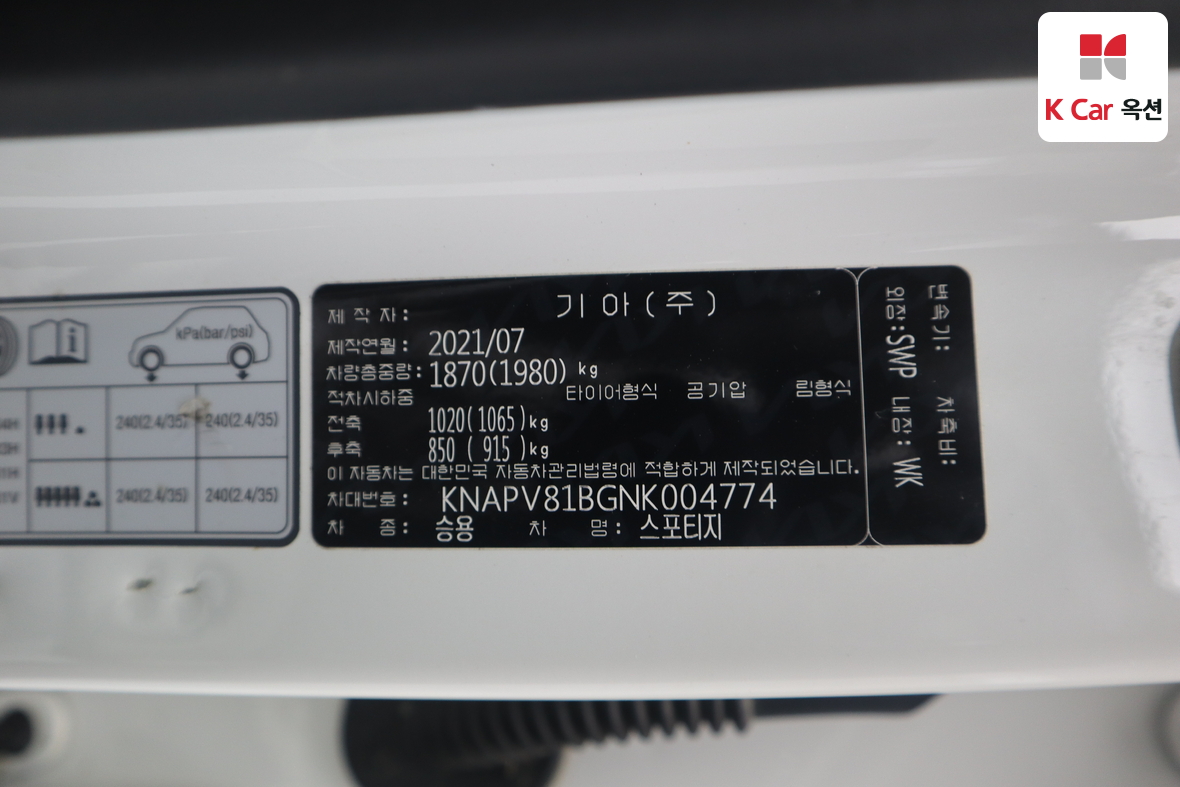 K Car 옥션
kPa(bar/psi)
240(2.4/35) 240(2.4/35)
240(2.4/35) 240(2.4/35)
제 작 자 : 기 아 ( 주 )
제작연월 : 2021/07
차량총중량 : 1870(1980) kg
적차시하중 타이어형식 공기압 림형식
전축 1020(1065)kg
후축 850 ( 915 )kg
이 자동차는 대한민국 자동차관리법령에 적합하게 제작되었습니다.
차대번호 : KNAPV81BGNK004774
차 종 : 승용 차 명 : 스포티지
변속기 : 차축비 :
외장 : SWP 내장 : WK